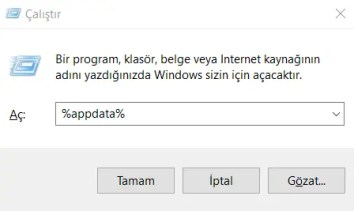 Çalıştır
Bir program, klasör, belge veya Internet kaynağının
adını yazdığınızda Windows sizin için açacaktır.
Aç: %appdata%
Tamam İptal Gözat...